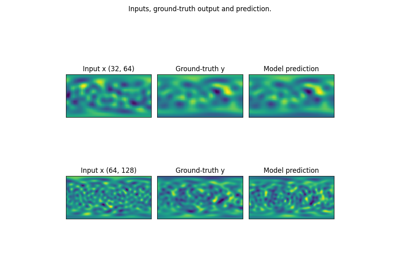 Inputs, ground-truth output and prediction.
Input x (32, 64) Ground-truth y Model prediction
Input x (64, 128) Ground-truth y Model prediction